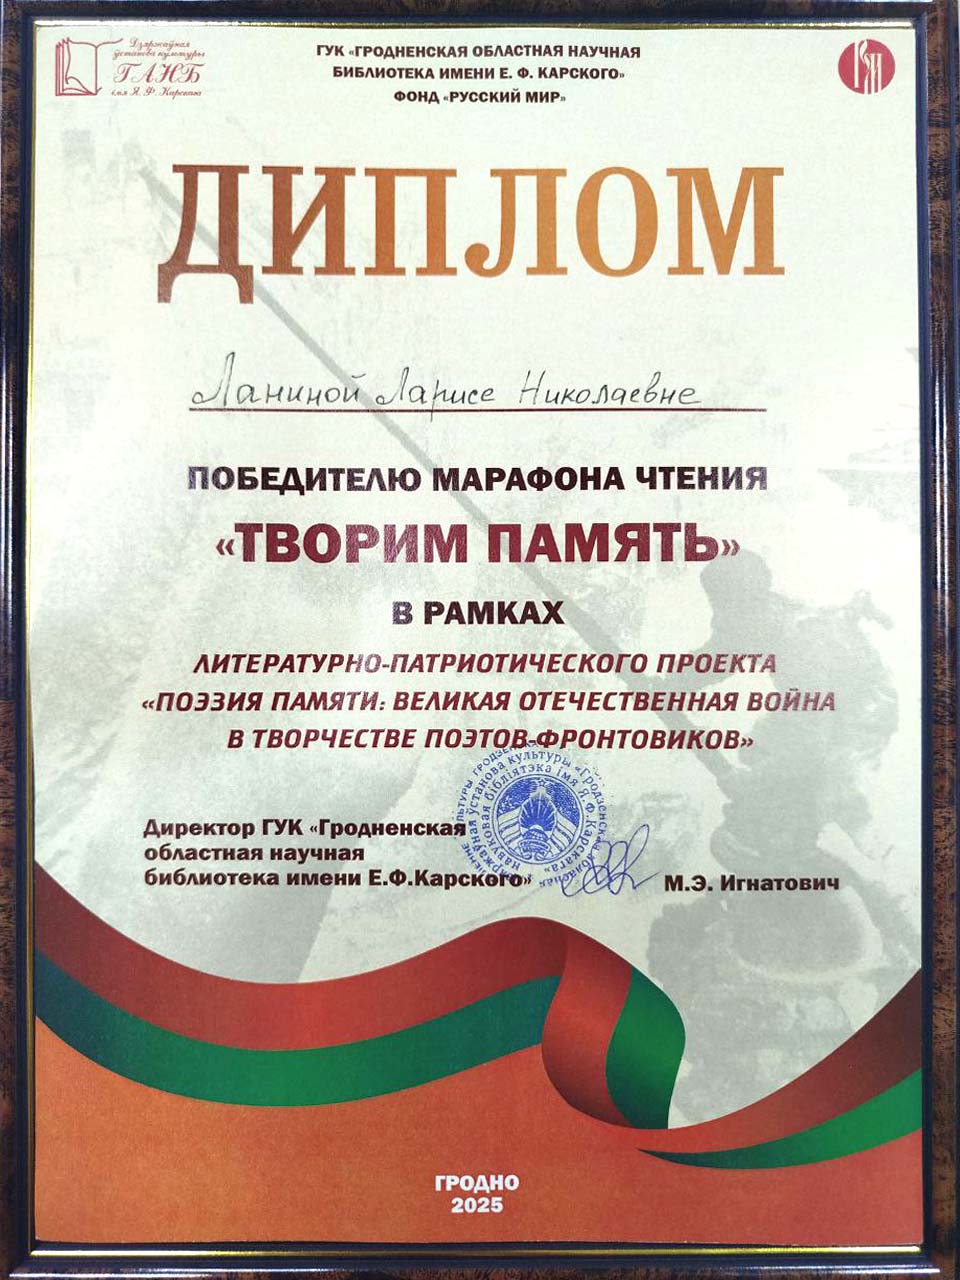 Дзяржаўная
ўстанова культуры
ГАНБ
імя Я. Ф. Карскага
ГУК «ГРОДНЕНСКАЯ ОБЛАСТНАЯ НАУЧНАЯ
БИБЛИОТЕКА ИМЕНИ Е. Ф. КАРСКОГО»
ФОНД «РУССКИЙ МИР»
ДИПЛОМ
Ланиной Ларисе Николаевне
ПОБЕДИТЕЛЮ МАРАФОНА ЧТЕНИЯ
«ТВОРИМ ПАМЯТЬ»
В РАМКАХ
ЛИТЕРАТУРНО-ПАТРИОТИЧЕСКОГО ПРОЕКТА
«ПОЭЗИЯ ПАМЯТИ: ВЕЛИКАЯ ОТЕЧЕСТВЕННАЯ ВОЙНА
В ТВОРЧЕСТВЕ ПОЭТОВ-ФРОНТОВИКОВ»
Директор ГУК «Гродненская
областная научная
библиотека имени Е.Ф.Карского»
М.Э. Игнатович
ГРОДНО
2025